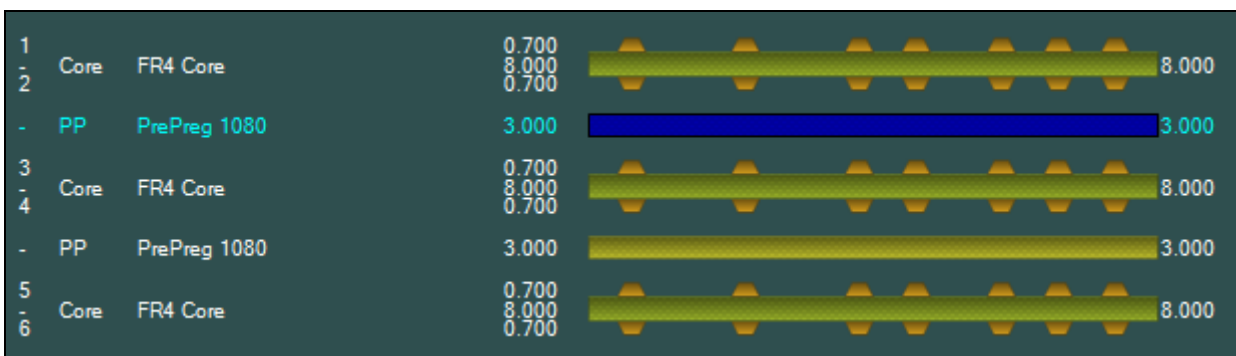 1 0.700
- Core FR4 Core 8.000 8.000
2 0.700
- PP PrePreg 1080 3.000 3.000
3 0.700
- Core FR4 Core 8.000 8.000
4 0.700
- PP PrePreg 1080 3.000 3.000
5 0.700
- Core FR4 Core 8.000 8.000
6 0.700